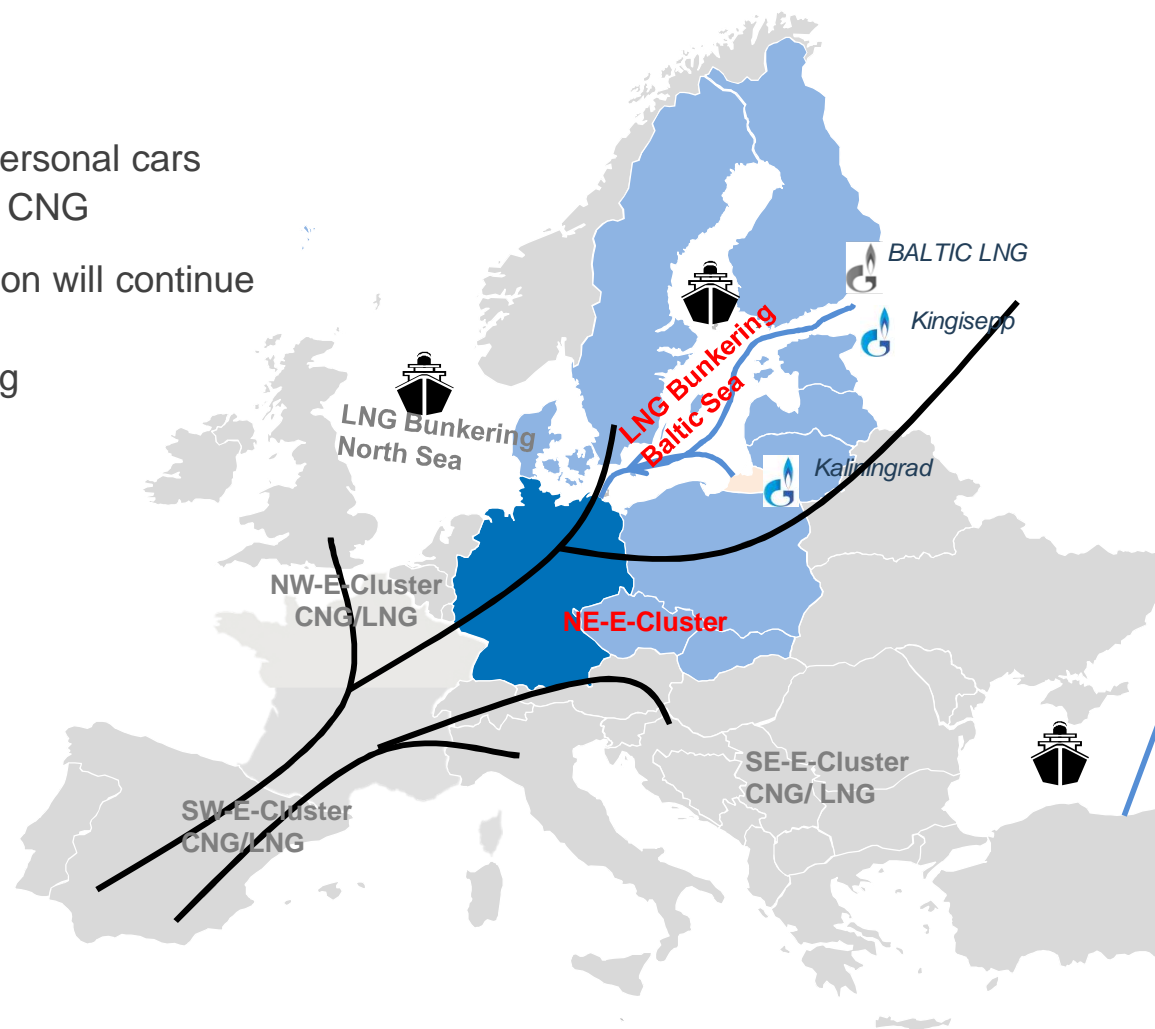 ersonal cars
CNG
on will continue
g
BALTIC LNG
Kingisepp
LNG Bunkering
Baltic Sea
LNG Bunkering
North Sea
Kaliningrad
NW-E-Cluster
CNG/LNG
NE-E-Cluster
SE-E-Cluster
CNG/ LNG
SW-E-Cluster
CNG/LNG